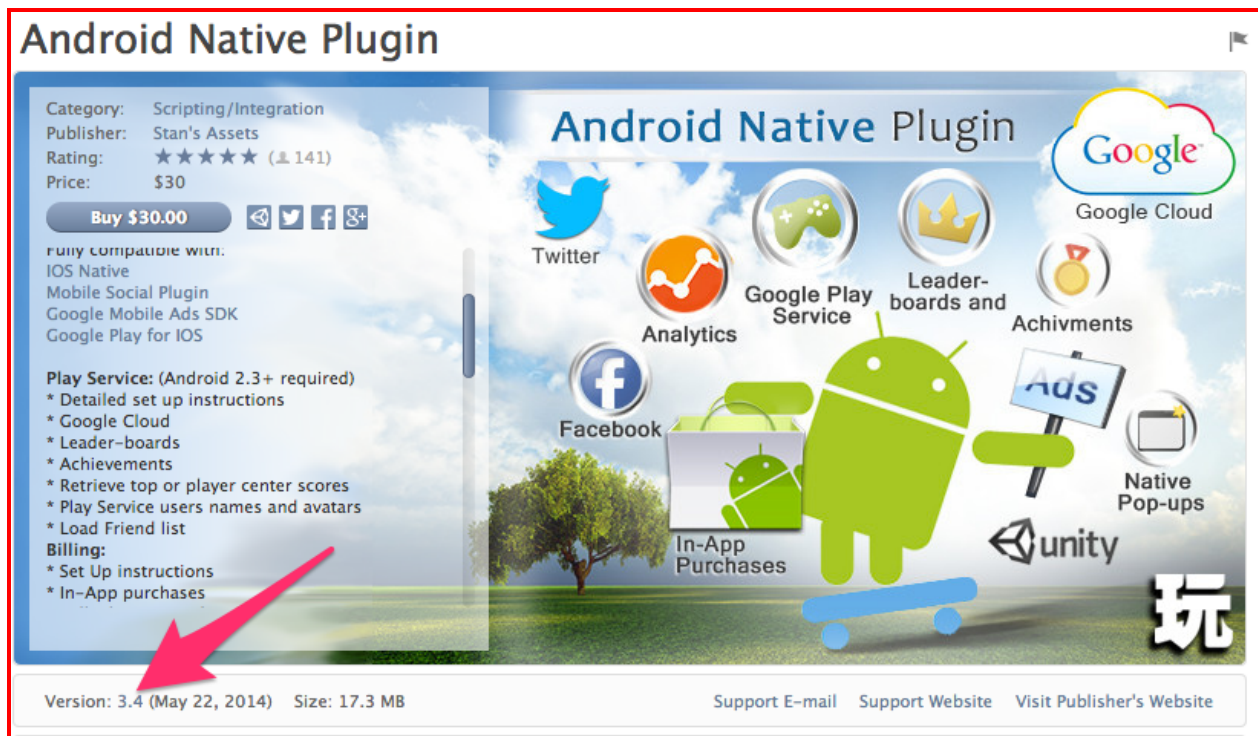 Android Native Plugin
Category: Scripting/Integration
Publisher: Stan's Assets
Rating: ★★★★★ (141)
Price: $30
Buy $30.00
Fully compatible with:
IOS Native
Mobile Social Plugin
Google Mobile Ads SDK
Google Play for IOS
Play Service: (Android 2.3+ required)
* Detailed set up instructions
* Google Cloud
* Leader-boards
* Achievements
* Retrieve top or player center scores
* Play Service users names and avatars
* Load Friend list
Billing:
* Set Up instructions
* In-App purchases
Android Native Plugin
Google
Google Cloud
Twitter
Analytics
Google Play
Service
Leader-
boards and
Achivments
Facebook
Ads
Native
Pop-ups
In-App
Purchases
unity
玩
Version: 3.4 (May 22, 2014) Size: 17.3 MB
Support E-mail Support Website Visit Publisher's Website